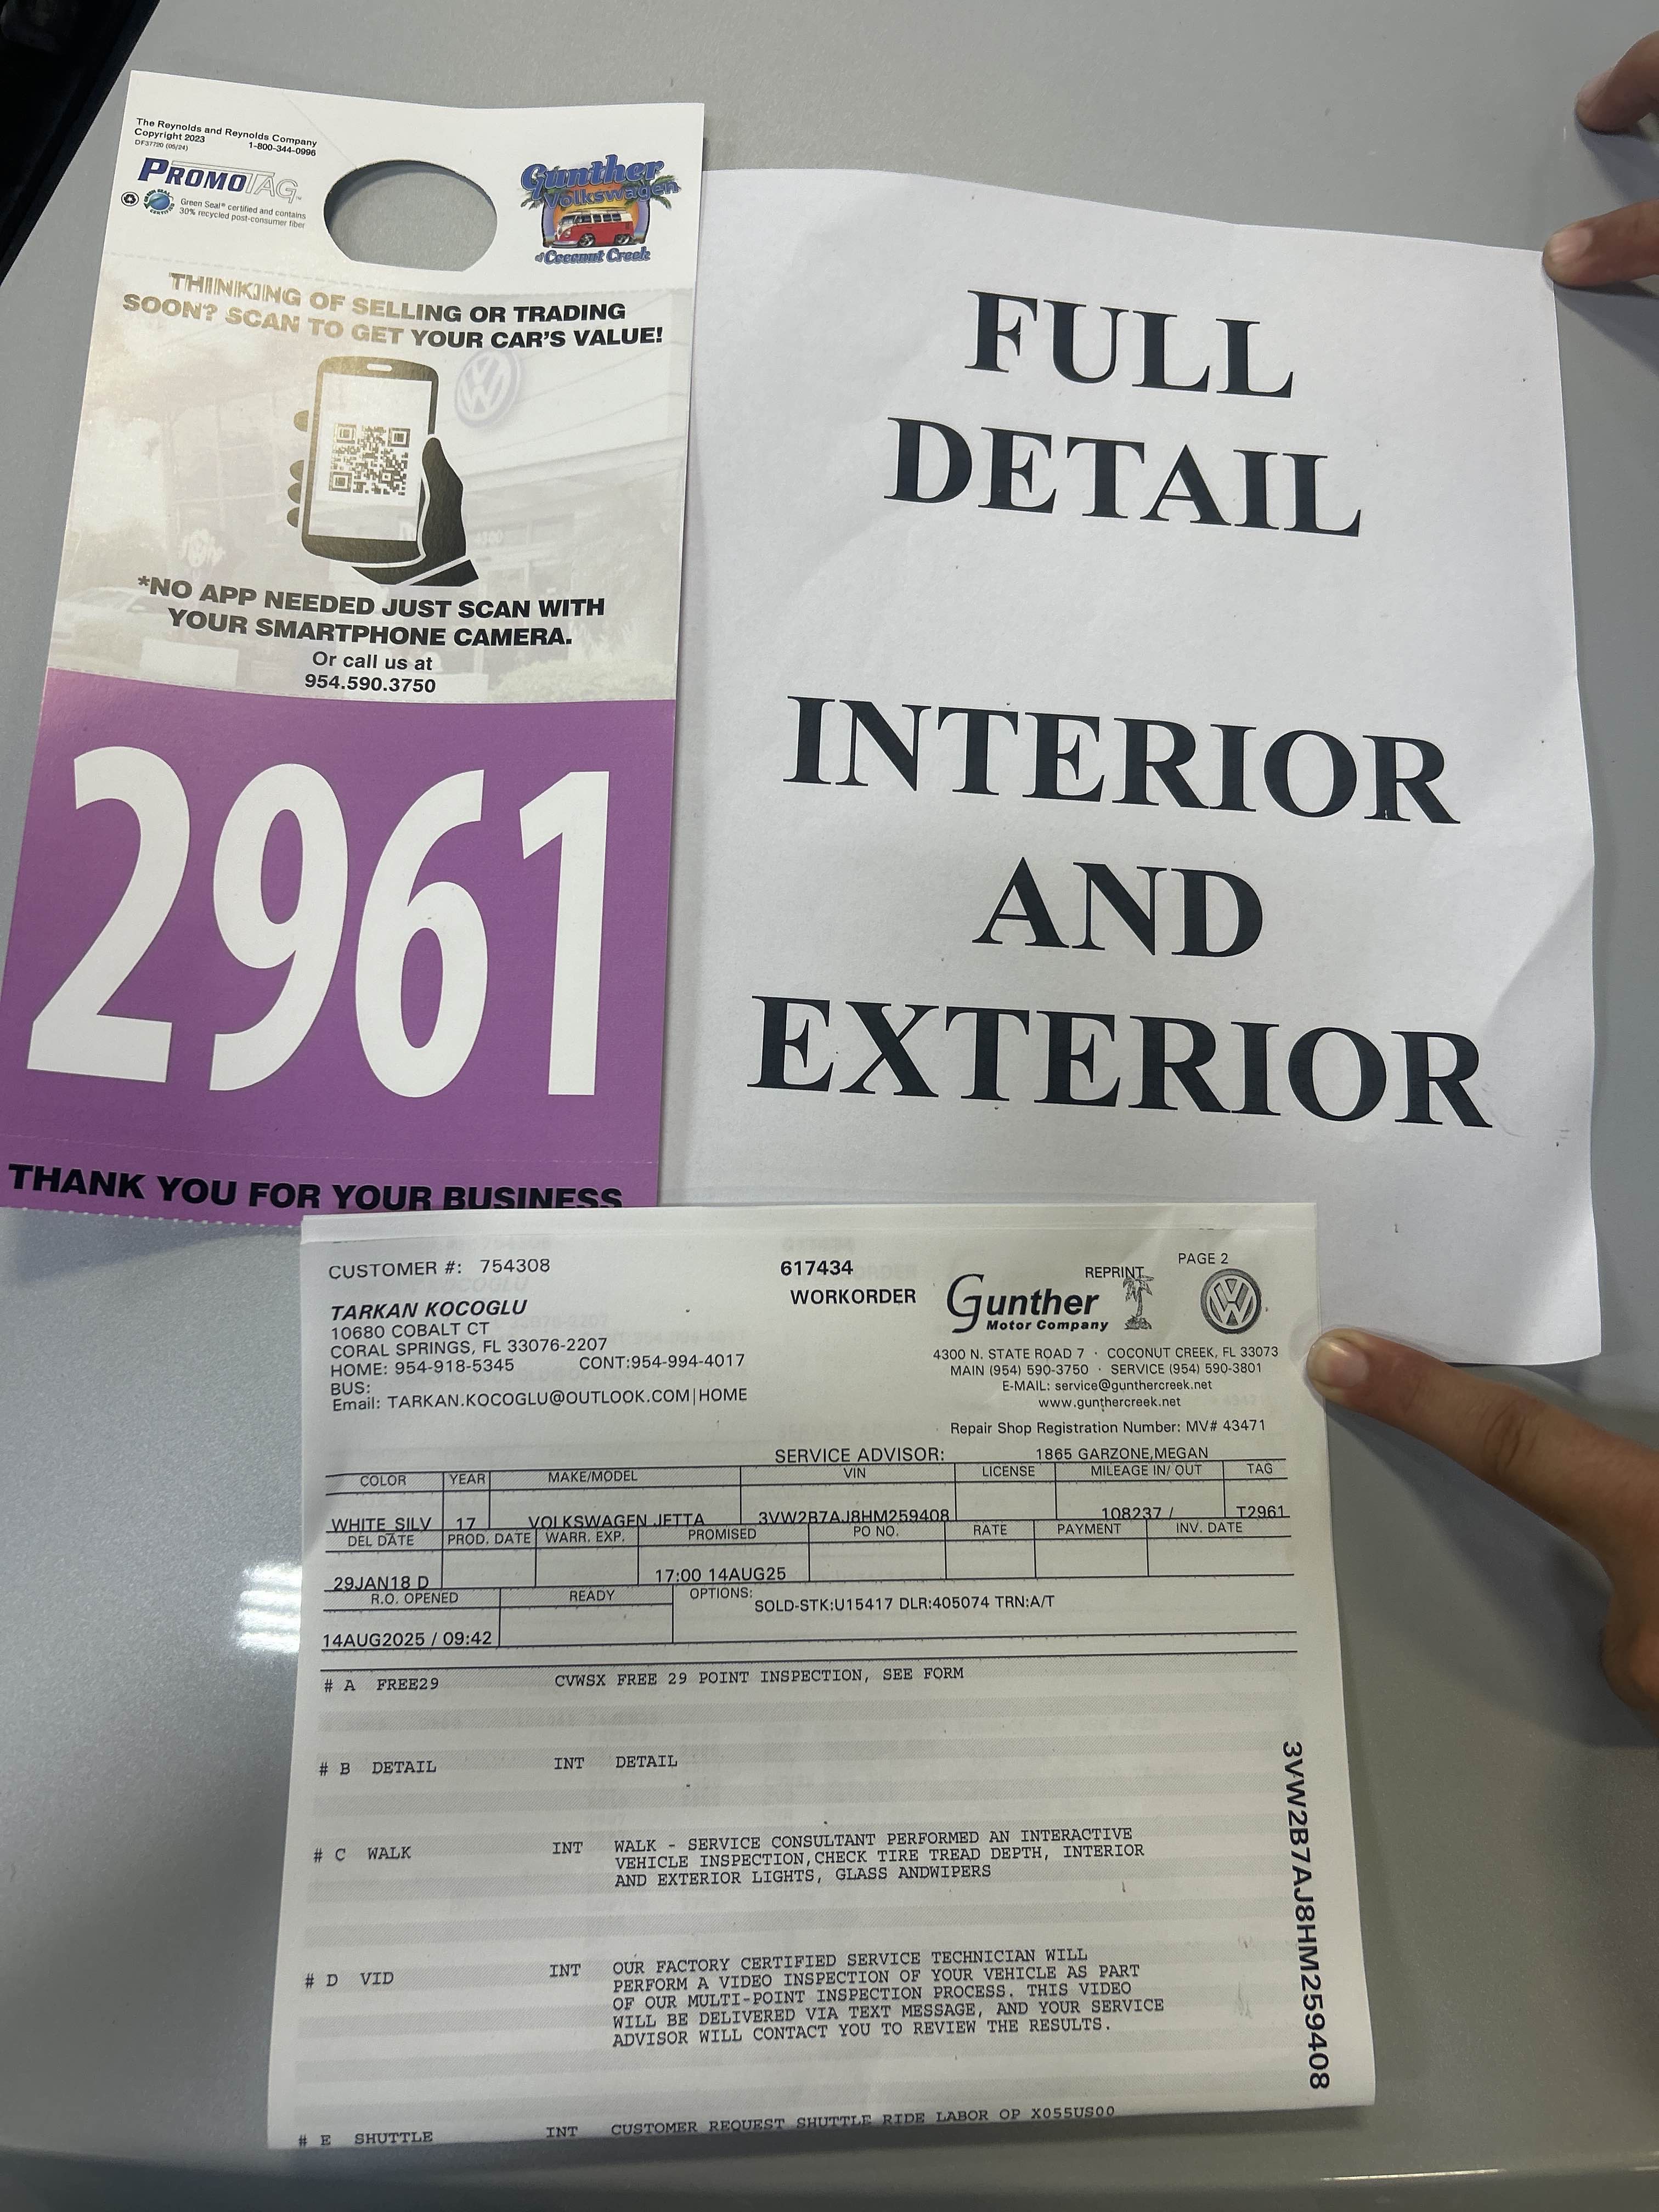 The Reynolds and Reynolds Company
Copyright 2023 1-800-344-0996
DF37720 (05/24)
PROMOTAG™
Green Seal® certified and contains
30% recycled post-consumer fiber
Gunther
Volkswagen
of Coconut Creek
THINKING OF SELLING OR TRADING
SOON? SCAN TO GET YOUR CAR'S VALUE!
*NO APP NEEDED JUST SCAN WITH
YOUR SMARTPHONE CAMERA.
Or call us at
954.590.3750
2961
THANK YOU FOR YOUR BUSINESS
FULL
DETAIL
INTERIOR
AND
EXTERIOR
CUSTOMER #: 754308
617434
WORKORDER
REPRINT
PAGE 2
Gunther
Motor Company
TARKAN KOCOGLU
10680 COBALT CT
CORAL SPRINGS, FL 33076-2207
HOME: 954-918-5345 CONT:954-994-4017
BUS:
Email: TARKAN.KOCOGLU@OUTLOOK.COM|HOME
4300 N. STATE ROAD 7 · COCONUT CREEK, FL 33073
MAIN (954) 590-3750 · SERVICE (954) 590-3801
E-MAIL: service@gunthercreek.net
www.gunthercreek.net
Repair Shop Registration Number: MV# 43471
SERVICE ADVISOR: 1865 GARZONE,MEGAN
COLOR YEAR MAKE/MODEL VIN LICENSE MILEAGE IN/ OUT TAG
WHITE SILV 17 VOLKSWAGEN JETTA 3VW2B7AJ8HM259408 108237 / T2961
DEL DATE PROD. DATE WARR. EXP. PROMISED PO NO. RATE PAYMENT INV. DATE
29JAN18 D 17:00 14AUG25
R.O. OPENED READY OPTIONS: SOLD-STK:U15417 DLR:405074 TRN:A/T
14AUG2025 / 09:42
# A FREE29 CVWSX FREE 29 POINT INSPECTION, SEE FORM
# B DETAIL INT DETAIL
# C WALK INT WALK - SERVICE CONSULTANT PERFORMED AN INTERACTIVE
VEHICLE INSPECTION,CHECK TIRE TREAD DEPTH, INTERIOR
AND EXTERIOR LIGHTS, GLASS ANDWIPERS
# D VID INT OUR FACTORY CERTIFIED SERVICE TECHNICIAN WILL
PERFORM A VIDEO INSPECTION OF YOUR VEHICLE AS PART
OF OUR MULTI-POINT INSPECTION PROCESS. THIS VIDEO
WILL BE DELIVERED VIA TEXT MESSAGE, AND YOUR SERVICE
ADVISOR WILL CONTACT YOU TO REVIEW THE RESULTS.
# E SHUTTLE INT CUSTOMER REQUEST SHUTTLE RIDE LABOR OP X055US00
3VW2B7AJ8HM259408